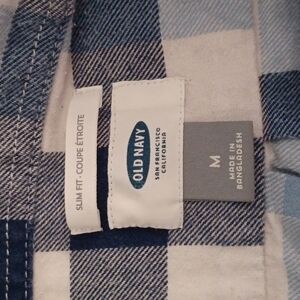 SLIM FIT - COUPE ÉTROITE
OLD NAVY
SAN FRANCISCO
CALIFORNIA
M
MADE IN
BANGLADESH